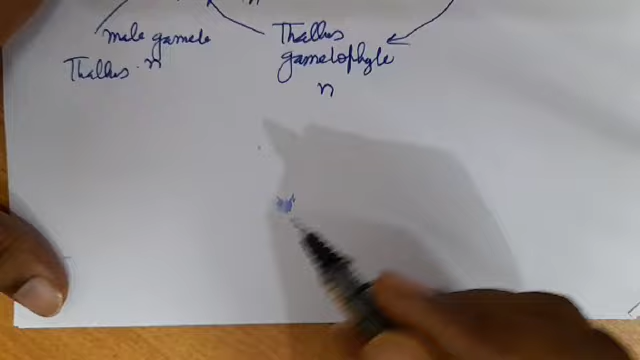 male gamete
Thallus n
Thallus
gametophyte
n